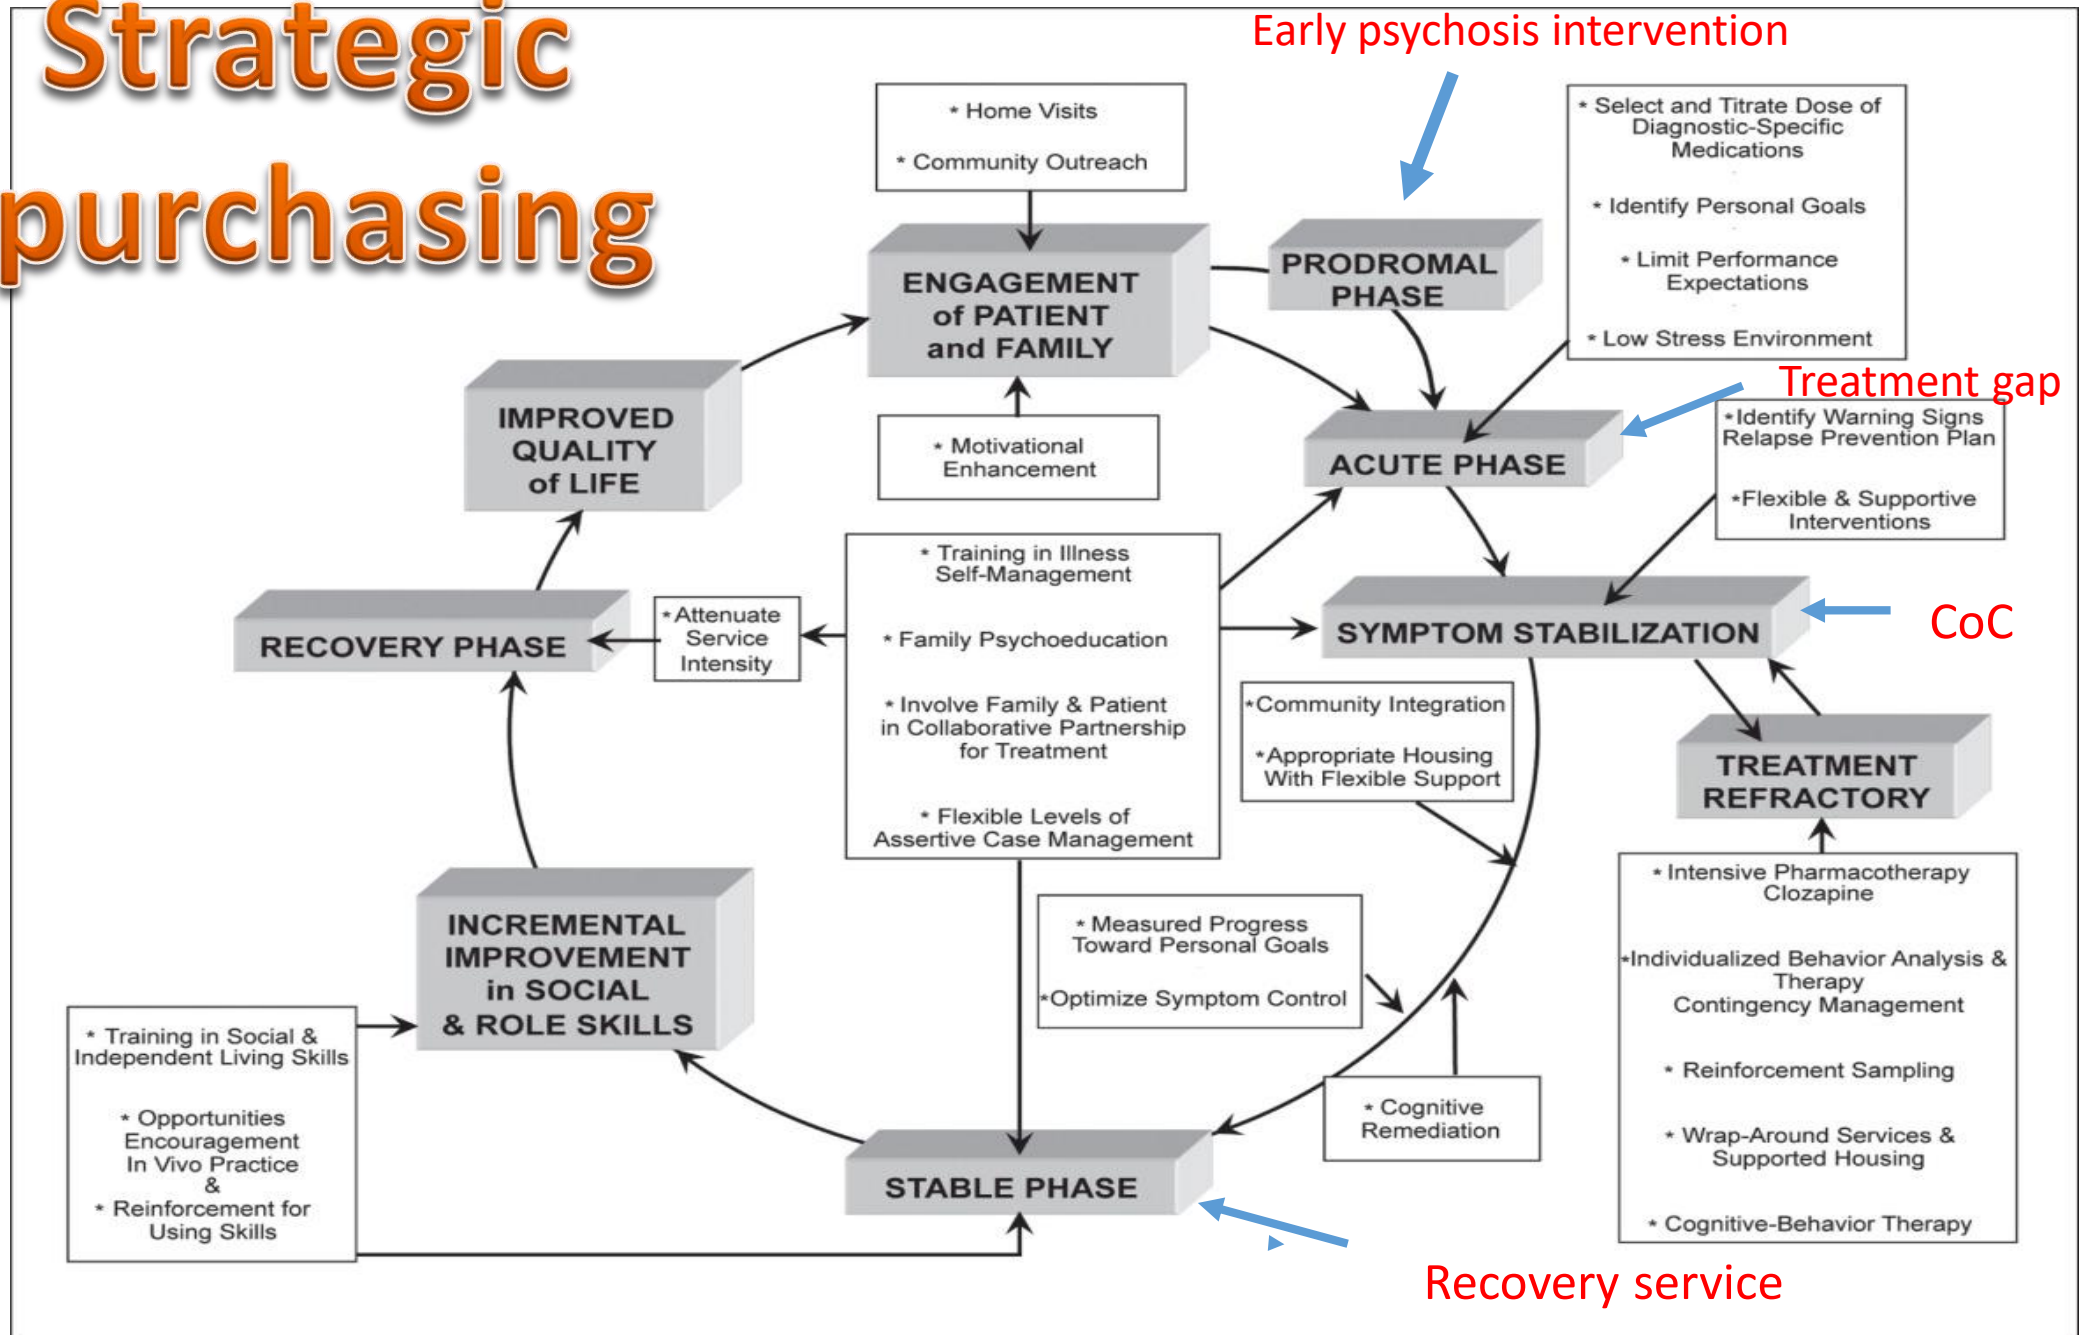 Strategic
purchasing
Early psychosis intervention
* Home Visits
* Community Outreach
* Select and Titrate Dose of
Diagnostic-Specific
Medications
* Identify Personal Goals
* Limit Performance
Expectations
* Low Stress Environment
ENGAGEMENT
of PATIENT
and FAMILY
PRODROMAL
PHASE
Treatment gap
*Identify Warning Signs
Relapse Prevention Plan
*Flexible & Supportive
Interventions
IMPROVED
QUALITY
of LIFE
* Motivational
Enhancement
ACUTE PHASE
* Training in Illness
Self-Management
* Family Psychoeducation
* Involve Family & Patient
in Collaborative Partnership
for Treatment
* Flexible Levels of
Assertive Case Management
RECOVERY PHASE
*Attenuate
Service
Intensity
SYMPTOM STABILIZATION
CoC
*Community Integration
*Appropriate Housing
With Flexible Support
TREATMENT
REFRACTORY
* Intensive Pharmacotherapy
Clozapine
*Individualized Behavior Analysis &
Therapy
Contingency Management
* Reinforcement Sampling
* Wrap-Around Services &
Supported Housing
* Cognitive-Behavior Therapy
INCREMENTAL
IMPROVEMENT
in SOCIAL
& ROLE SKILLS
* Measured Progress
Toward Personal Goals
*Optimize Symptom Control
* Training in Social &
Independent Living Skills
* Opportunities
Encouragement
In Vivo Practice
&
* Reinforcement for
Using Skills
* Cognitive
Remediation
STABLE PHASE
Recovery service